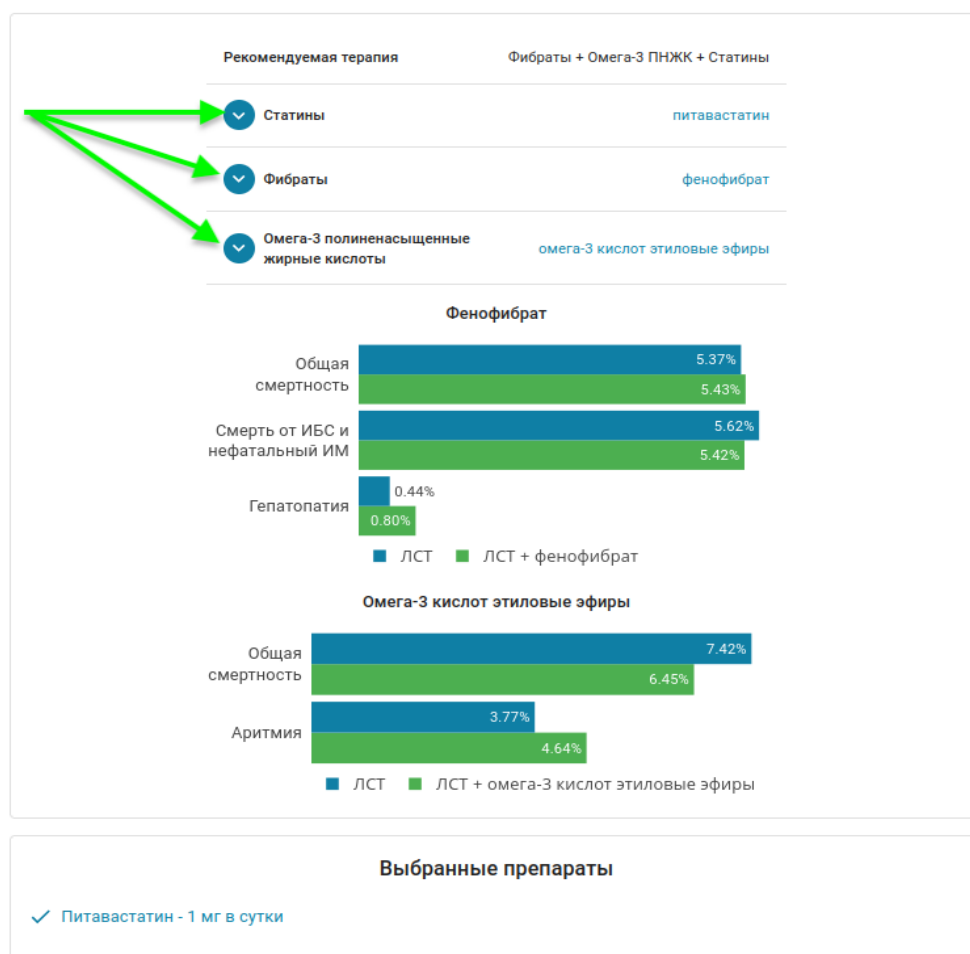 Рекомендуемая терапия Фибраты + Омега-3 ПНЖК + Статины
Статины питавастатин
Фибраты фенофибрат
Омега-3 полиненасыщенные
жирные кислоты омега-3 кислот этиловые эфиры
Фенофибрат
Общая
смертность
5.37%
5.43%
Смерть от ИБС и
нефатальный ИМ
5.62%
5.42%
Гепатопатия
0.44%
0.80%
ЛСТ ЛСТ + фенофибрат
Омега-3 кислот этиловые эфиры
Общая
смертность
7.42%
6.45%
Аритмия
3.77%
4.64%
ЛСТ ЛСТ + омега-3 кислот этиловые эфиры
Выбранные препараты
Питавастатин - 1 мг в сутки